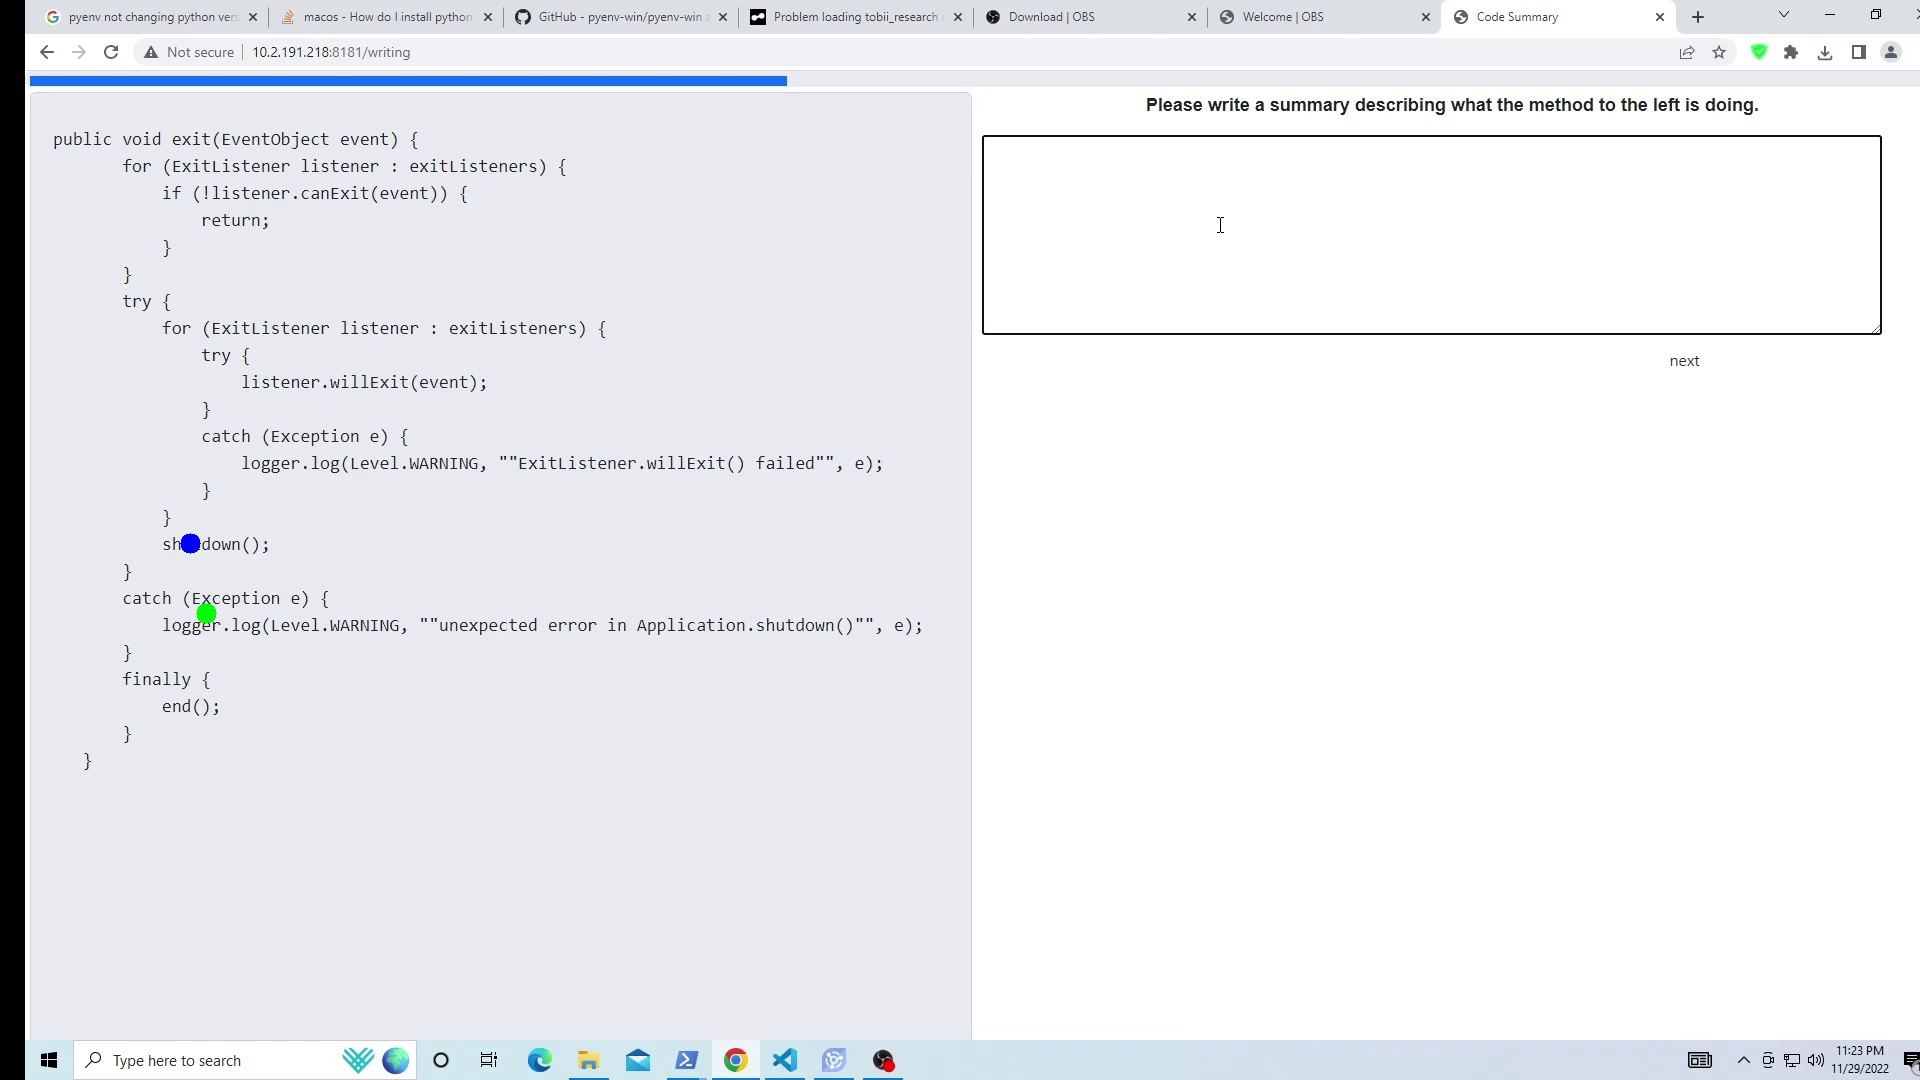 pyenv not changing python vers
macos - How do I install python
GitHub - pyenv-win/pyenv-win a
Problem loading tobii_research
Download | OBS
Welcome | OBS
Code Summary
Not secure
10.2.191.218:8181/writing
Please write a summary describing what the method to the left is doing.
public void exit(EventObject event) {
for (ExitListener listener : exitListeners) {
if (!listener.canExit(event)) {
return;
}
}
try {
for (ExitListener listener : exitListeners) {
try {
listener.willExit(event);
}
catch (Exception e) {
logger.log(Level.WARNING, ""ExitListener.willExit() failed"", e);
}
}
shutdown();
}
catch (Exception e) {
logger.log(Level.WARNING, ""unexpected error in Application.shutdown()"", e);
}
finally {
end();
}
}
next
Type here to search
11:23 PM
11/29/2022